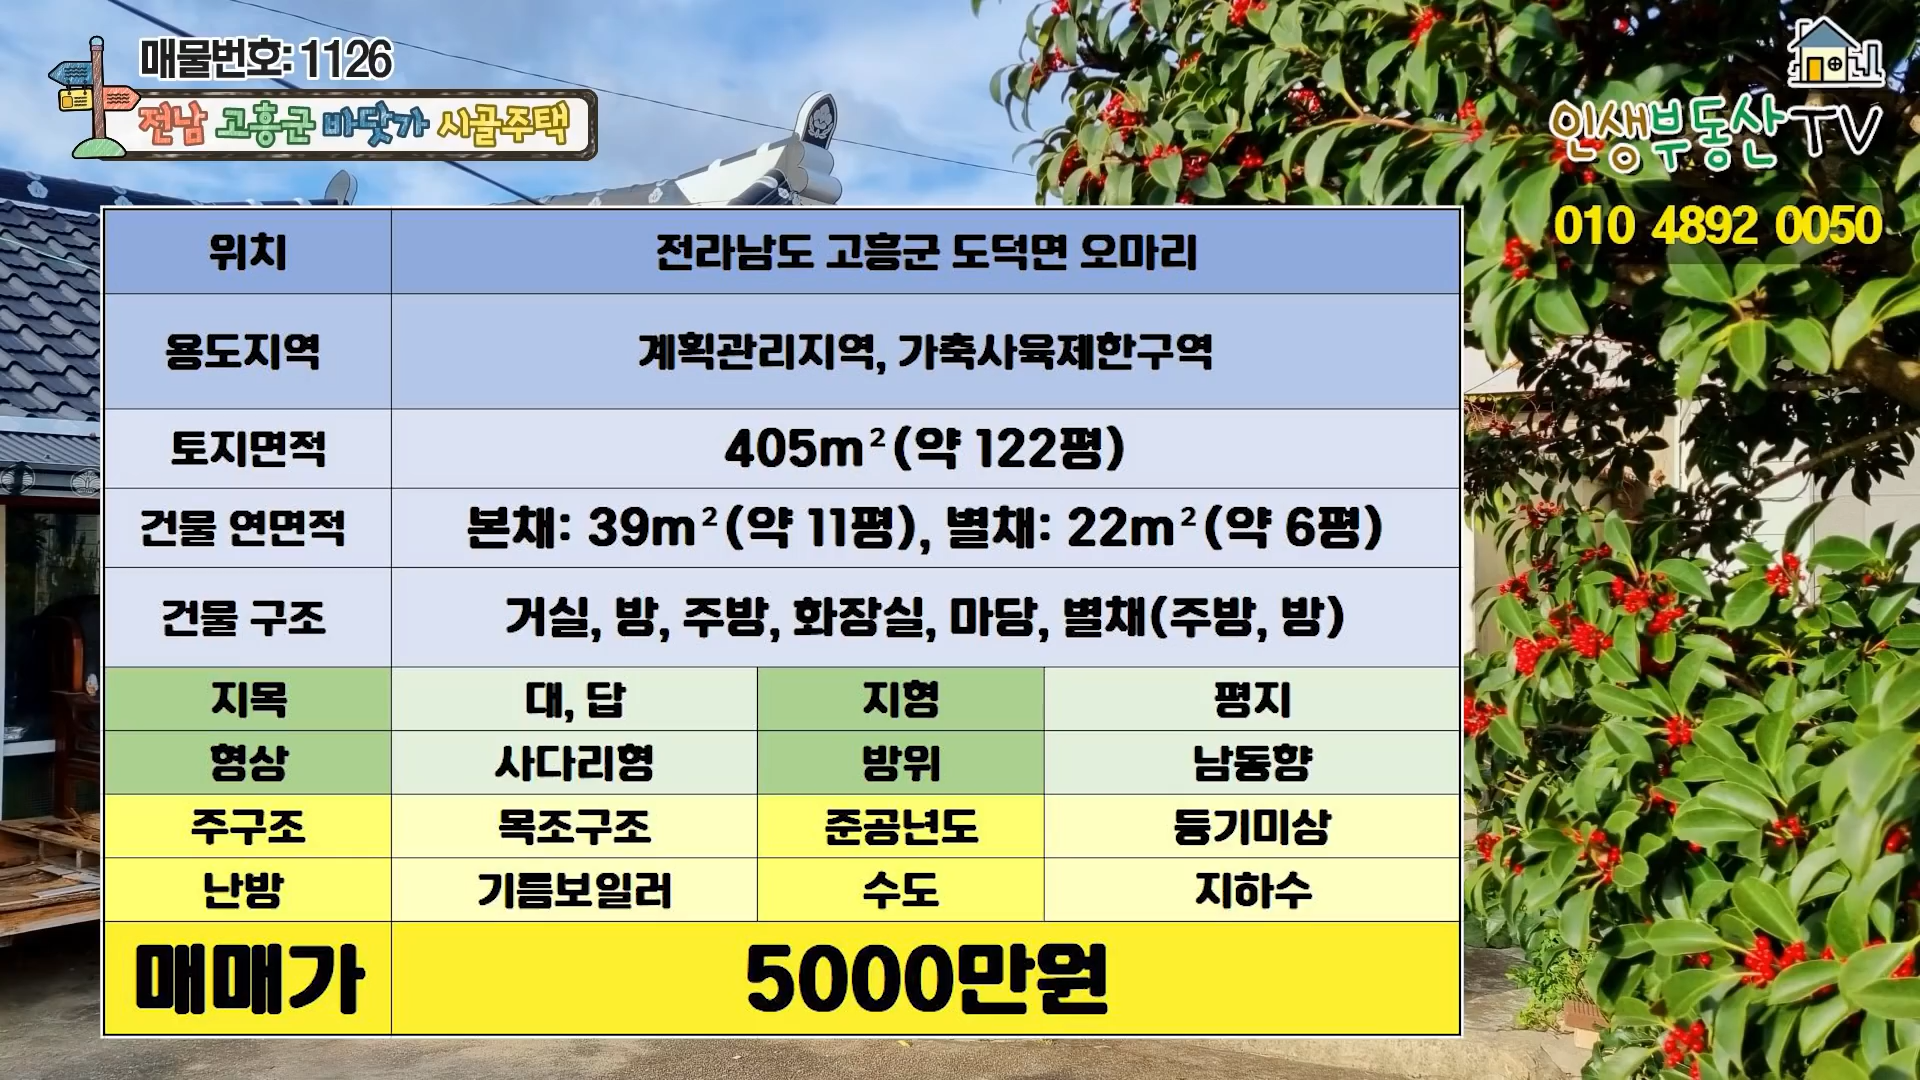 매물번호: 1126
전남 고흥군 바닷가 시골주택
인생부동산TV
010 4892 0050
위치 전라남도 고흥군 도덕면 오마리
용도지역 계획관리지역, 가축사육제한구역
토지면적 405m²(약 122평)
건물 연면적 본채: 39m²(약 11평), 별채: 22m²(약 6평)
건물 구조 거실, 방, 주방, 화장실, 마당, 별채(주방, 방)
지목 대, 답 지형 평지
형상 사다리형 방위 남동향
주구조 목조구조 준공년도 등기미상
난방 기름보일러 수도 지하수
매매가 5000만원